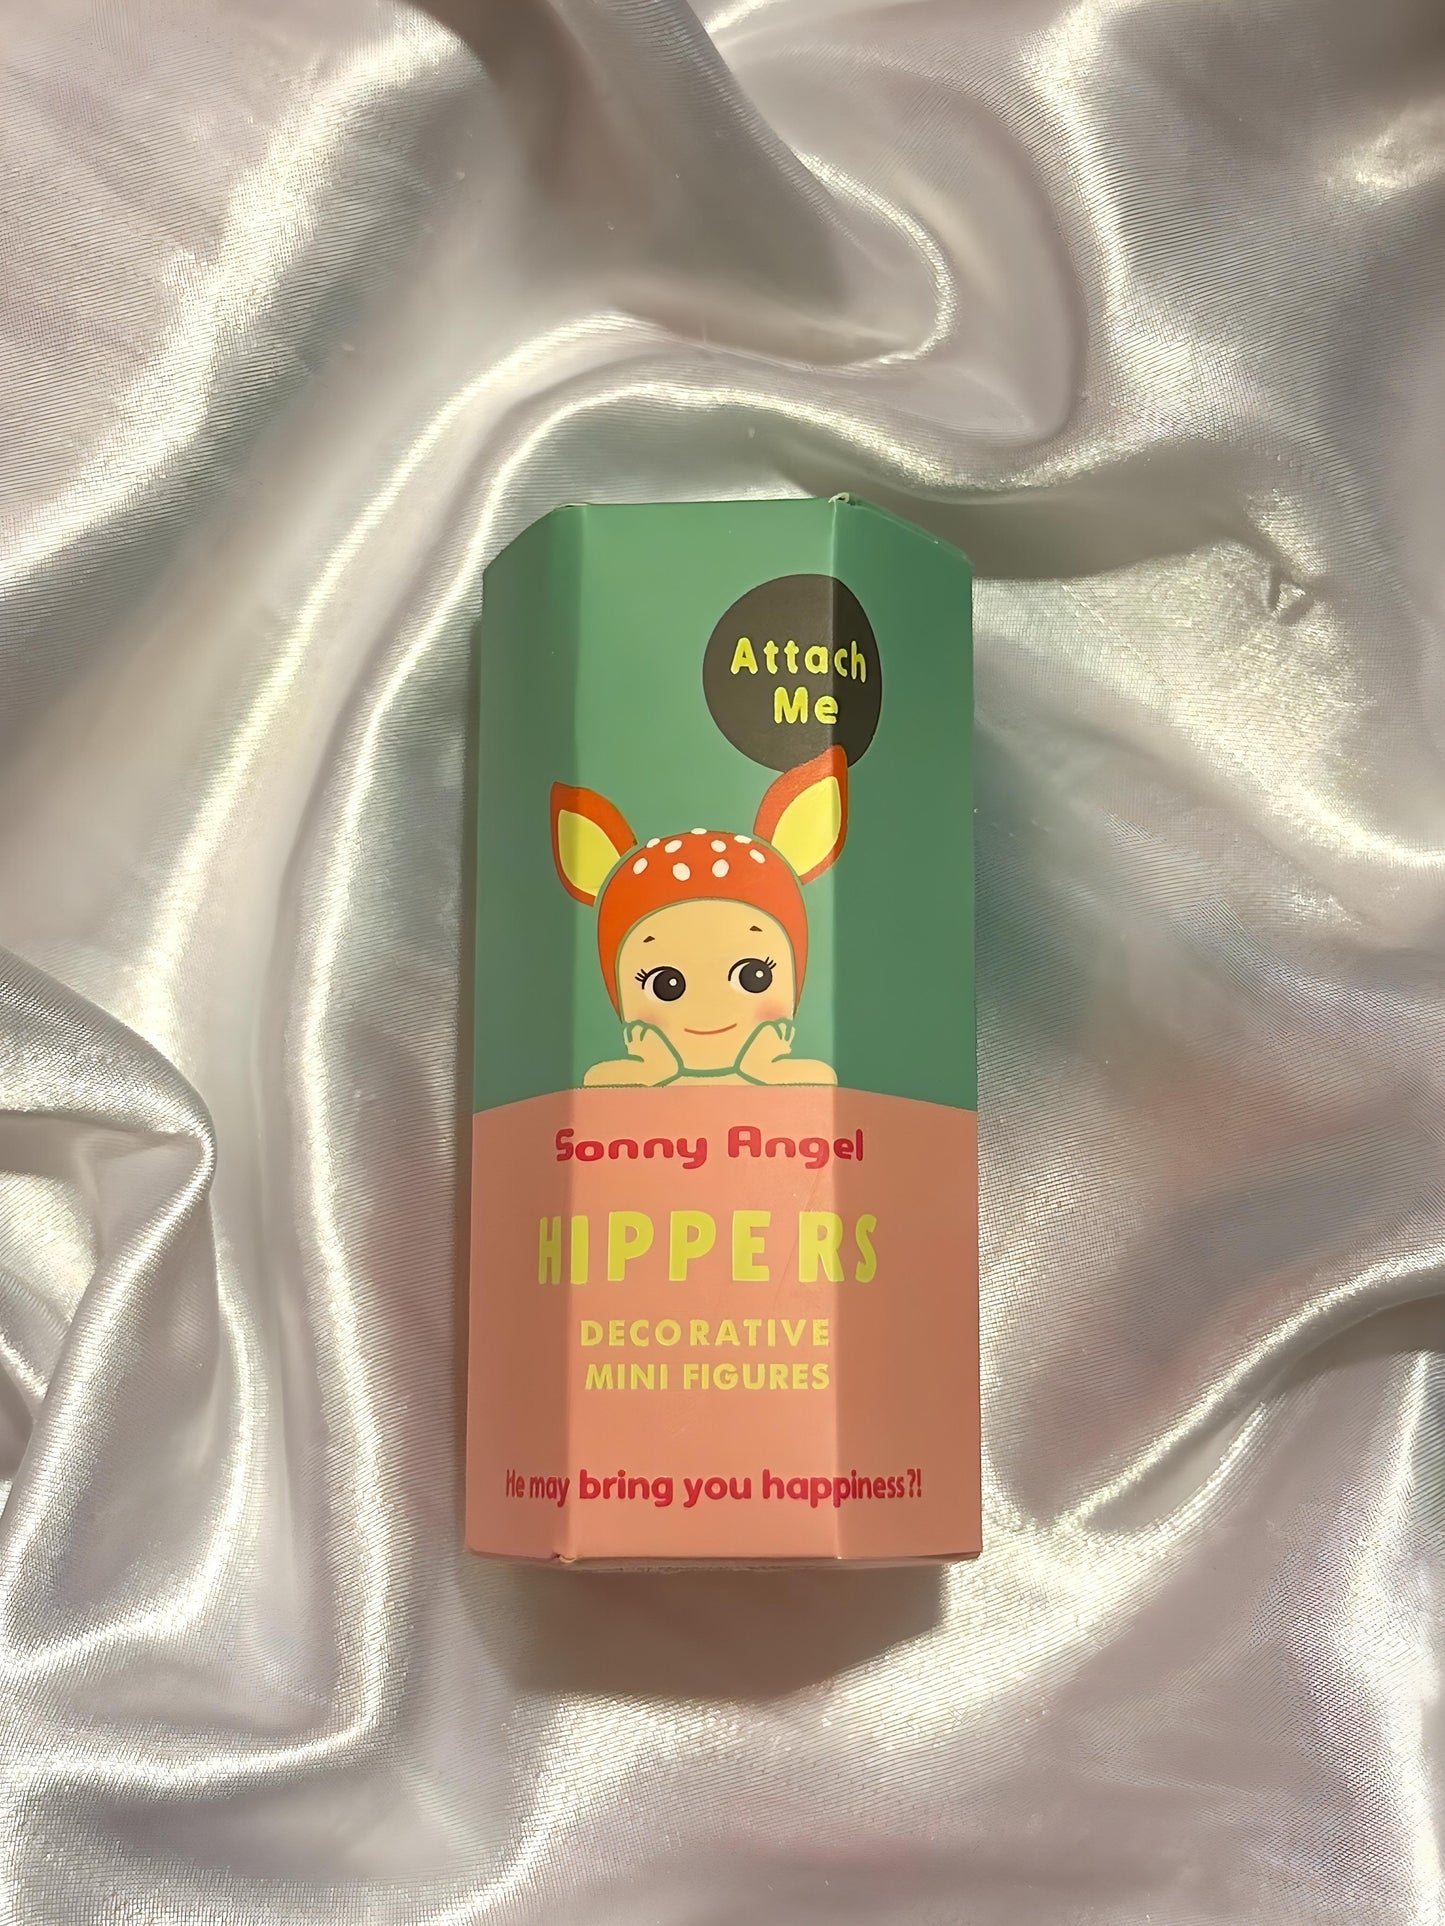 Attach
Me
Sonny Angel
HIPPERS
DECORATIVE
MINI FIGURES
He may bring you happiness?!